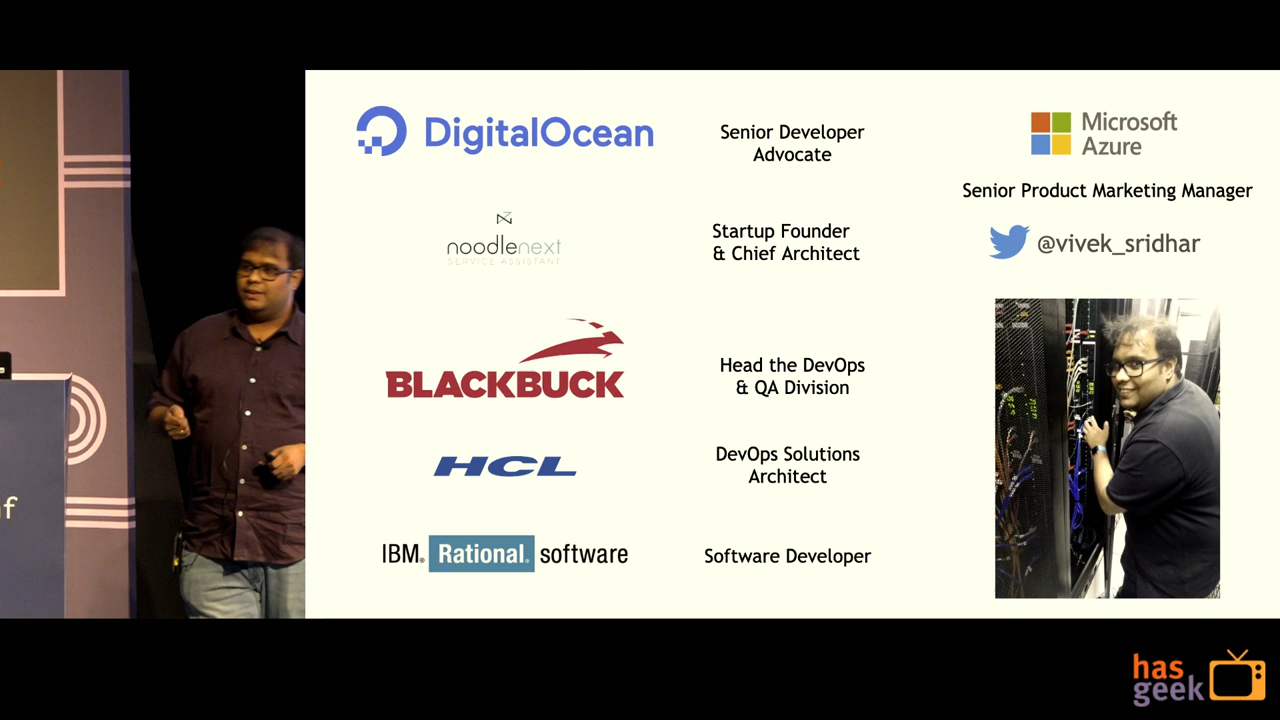 DigitalOcean
Senior Developer
Advocate
Microsoft
Azure
Senior Product Marketing Manager
@vivek_sridhar
noodlenext
SERVICE ASSISTANT
Startup Founder
& Chief Architect
BLACKBUCK
Head the DevOps
& QA Division
HCL
DevOps Solutions
Architect
IBM® Rational® software
Software Developer
f
has
geek